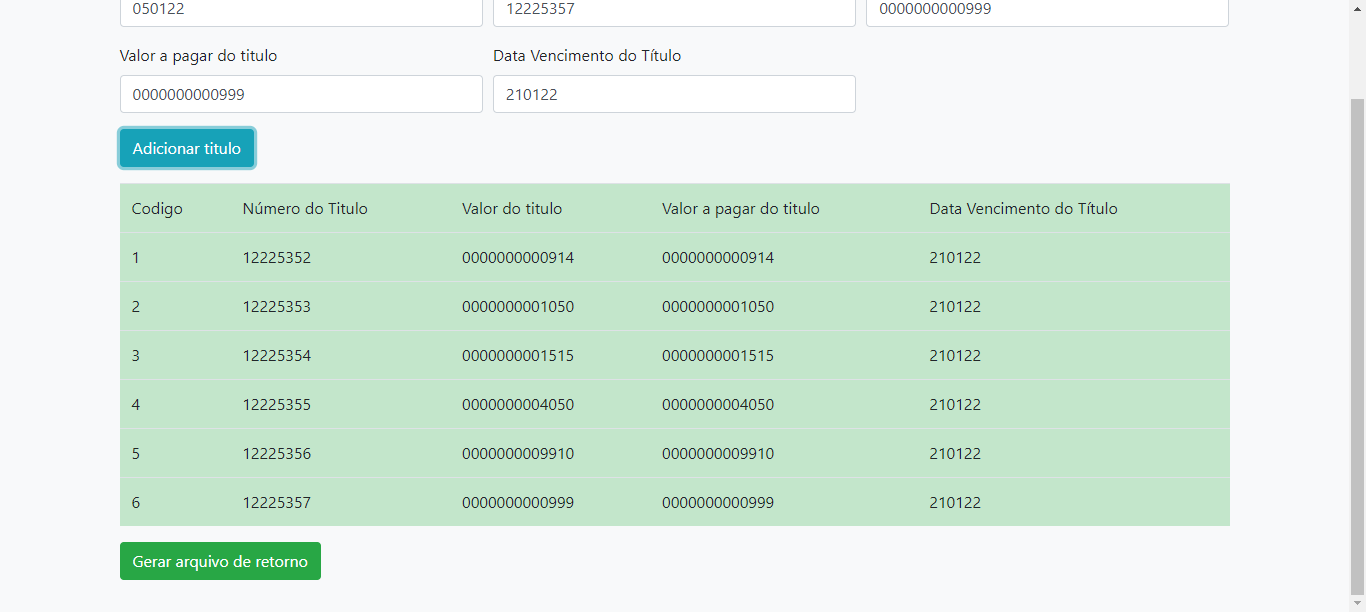 050122 12225357 0000000000999
Valor a pagar do titulo Data Vencimento do Título
0000000000999 210122
Adicionar título
Codigo Número do Titulo Valor do titulo Valor a pagar do titulo Data Vencimento do Título
1 12225352 0000000000914 0000000000914 210122
2 12225353 0000000001050 0000000001050 210122
3 12225354 0000000001515 0000000001515 210122
4 12225355 0000000004050 0000000004050 210122
5 12225356 0000000009910 0000000009910 210122
6 12225357 0000000000999 0000000000999 210122
Gerar arquivo de retorno